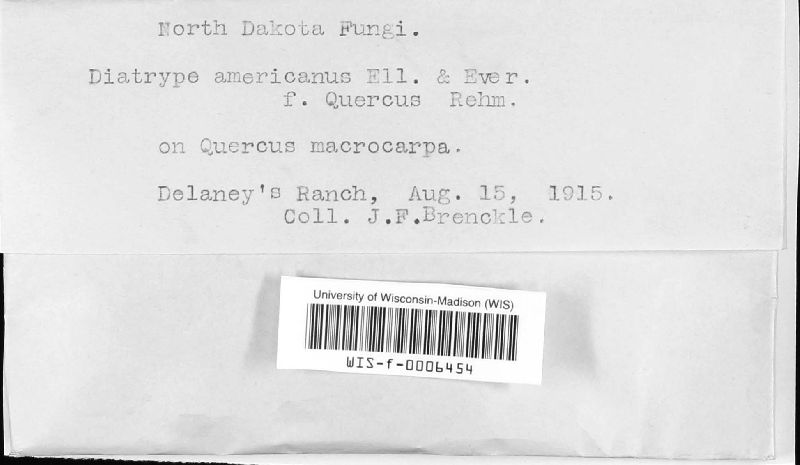 North Dakota Fungi.
Diatrype americanus Ell. & Ever.
f. Quercus Rehm.
on Quercus macrocarpa.
Delaney's Ranch, Aug. 15, 1915.
Coll. J.F.Brenckle.
University of Wisconsin-Madison (WIS)
WIS-f-0006454